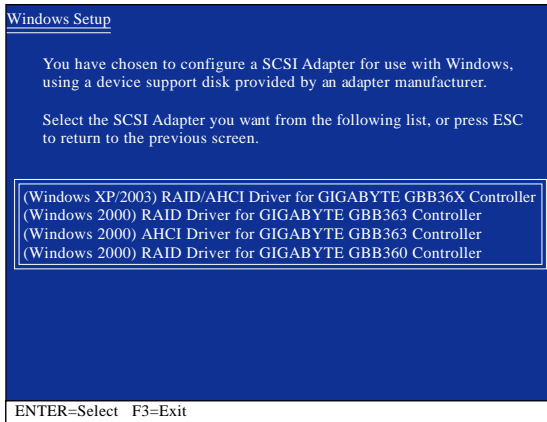 Windows Setup
You have chosen to configure a SCSI Adapter for use with Windows,
using a device support disk provided by an adapter manufacturer.
Select the SCSI Adapter you want from the following list, or press ESC
to return to the previous screen.
(Windows XP/2003) RAID/AHCI Driver for GIGABYTE GBB36X Controller
(Windows 2000) RAID Driver for GIGABYTE GBB363 Controller
(Windows 2000) AHCI Driver for GIGABYTE GBB363 Controller
(Windows 2000) RAID Driver for GIGABYTE GBB360 Controller
ENTER=Select F3=Exit